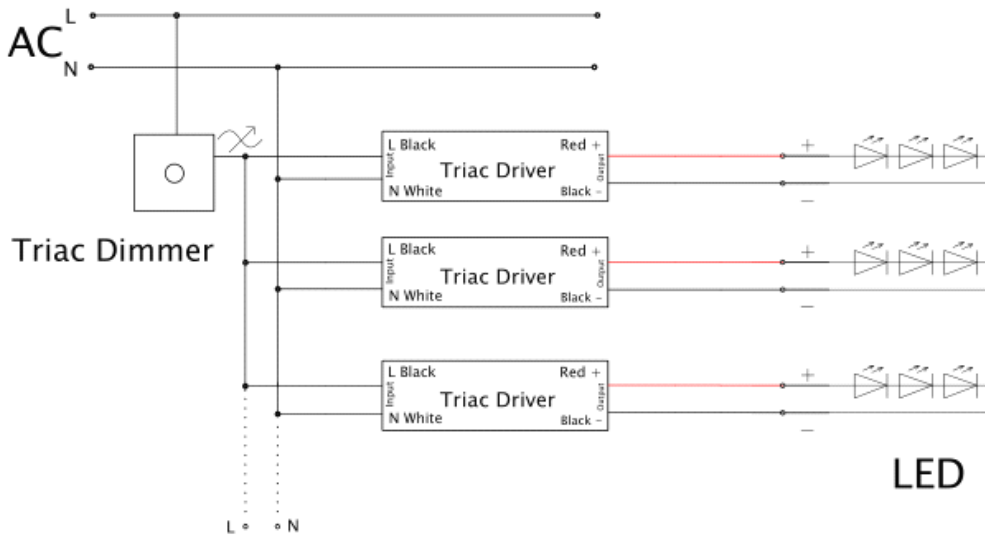 L
AC
N
L Black
Red +
Input
Triac Driver
Output
N White
Black -
Triac Dimmer
L Black
Red +
Input
Triac Driver
Output
N White
Black -
L Black
Red +
Input
Triac Driver
Output
N White
Black -
+
-
+
-
+
-
LED
L
N